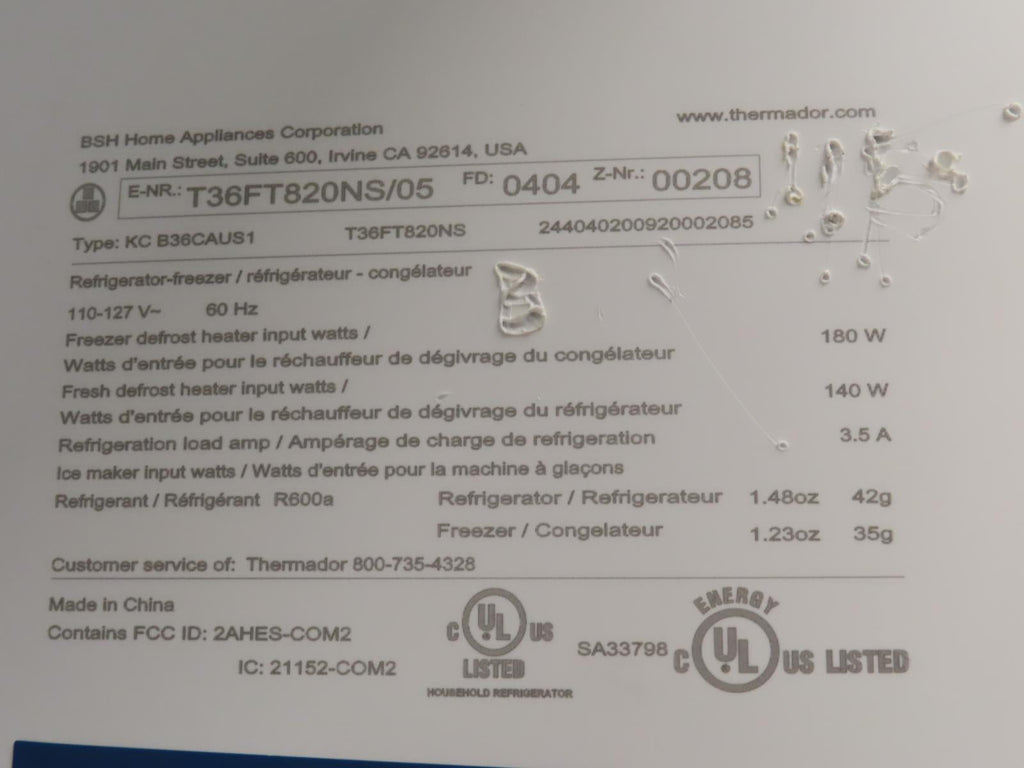 www.thermador.com
BSH Home Appliances Corporation
1901 Main Street, Suite 600, Irvine CA 92614, USA
E-NR.: T36FT820NS/05 FD: 0404 Z-Nr.: 00208
Type: KC B36CAUS1 T36FT820NS 244040200920002085
Refrigerator-freezer / réfrigérateur - congélateur
110-127 V~ 60 Hz
Freezer defrost heater input watts / 180 W
Watts d'entrée pour le réchauffeur de dégivrage du congélateur
Fresh defrost heater input watts / 140 W
Watts d'entrée pour le réchauffeur de dégivrage du réfrigérateur
Refrigeration load amp / Ampérage de charge de refrigeration 3.5 A
Ice maker input watts / Watts d'entrée pour la machine à glaçons
Refrigerant / Réfrigérant R600a Refrigerator / Refrigerateur 1.48oz 42g
Freezer / Congelateur 1.23oz 35g
Customer service of: Thermador 800-735-4328
Made in China
Contains FCC ID: 2AHES-COM2
IC: 21152-COM2
C UL US
LISTED
HOUSEHOLD REFRIGERATOR
SA33798
ENERGY
C UL US LISTED